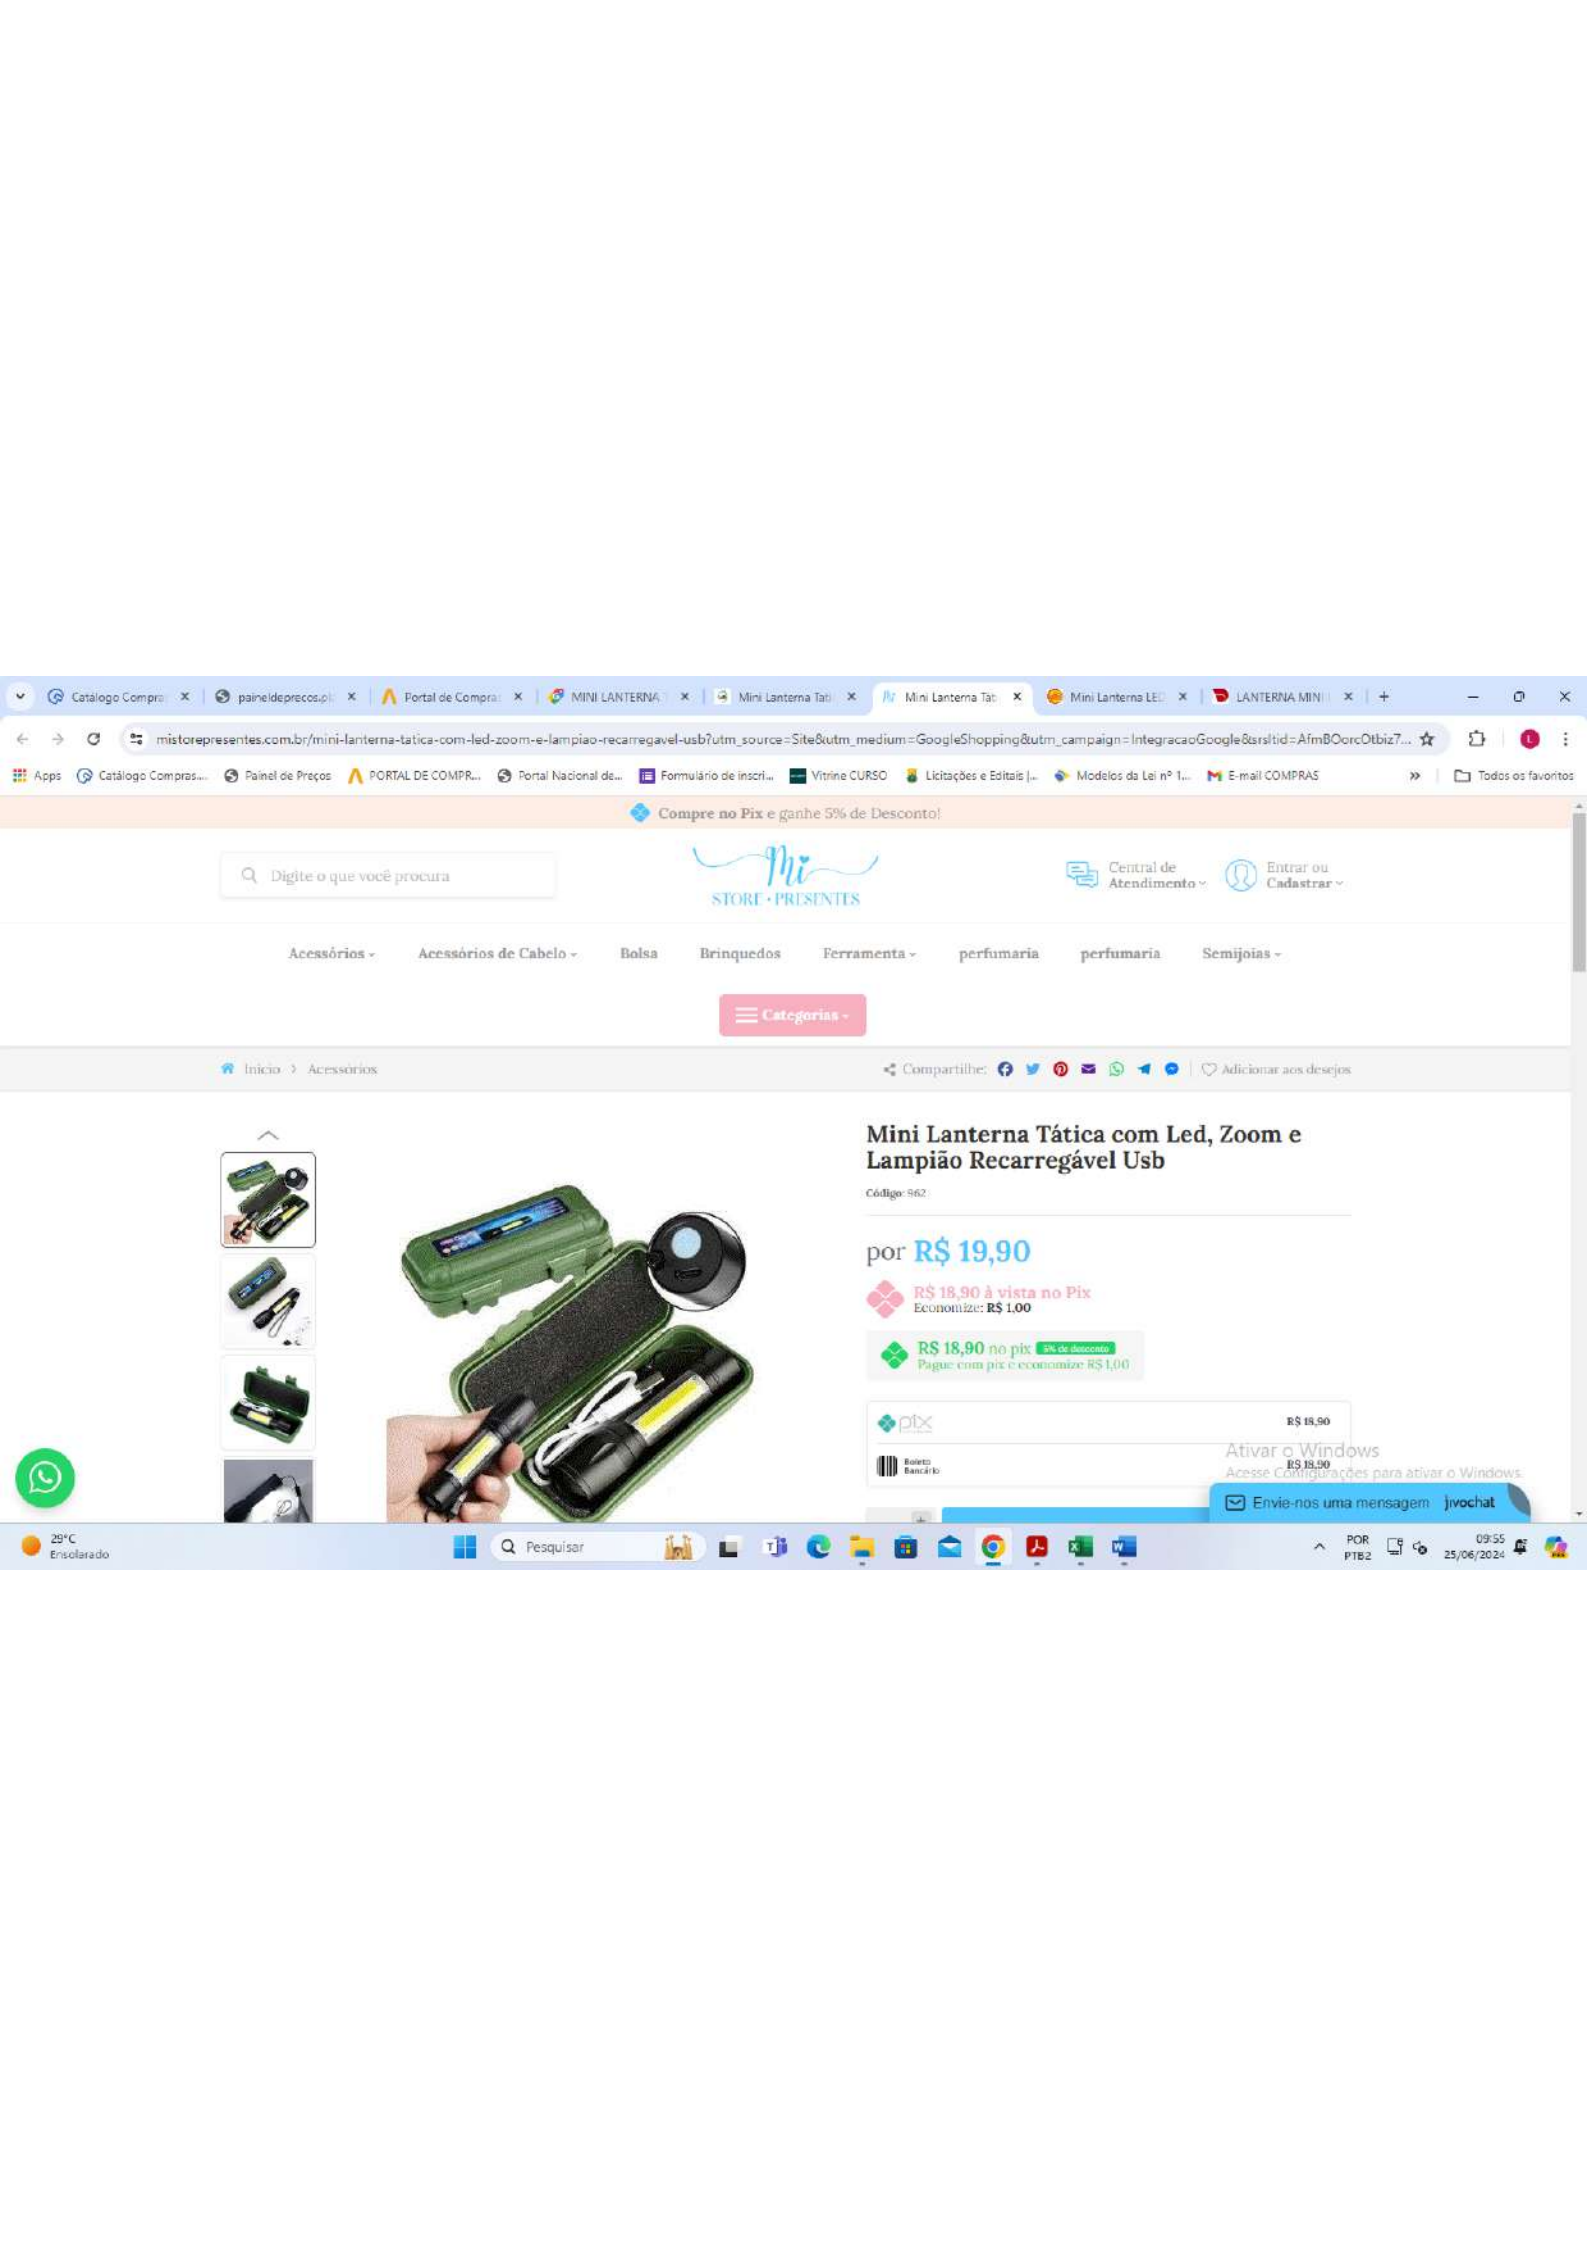 Catálogo Compra
paineldeprecos.pl
Portal de Compra
MINI LANTERNA T
Mini Lanterna Tati
Mini Lanterna Tát
Mini Lanterna LED
LANTERNA MINI
mistorepresentes.com.br/mini-lanterna-tatica-com-led-zoom-e-lampiao-recarregavel-usb?utm_source=Site&utm_medium=GoogleShopping&utm_campaign=IntegracaoGoogle&srsltid=AfmBOorcOtbiz7...
Apps
Catálogo Compras....
Painel de Preços
PORTAL DE COMPR...
Portal Nacional de...
Formulário de inscri...
Vitrine CURSO
Licitações e Editais |...
Modelos da Lei nº 1...
E-mail COMPRAS
Todos os favoritos
Compre no Pix e ganhe 5% de Desconto!
Digite o que você procura
Mi
STORE • PRESENTES
Central de
Atendimento
Entrar ou
Cadastrar
Acessórios
Acessórios de Cabelo
Bolsa
Brinquedos
Ferramenta
perfumaria
perfumaria
Semijoias
Categorias
Início > Acessórios
Compartilhe:
Adicionar aos desejos
Mini Lanterna Tática com Led, Zoom e
Lampião Recarregável Usb
Código: 962
por R$ 19,90
R$ 18,90 à vista no Pix
Economize: R$ 1,00
R$ 18,90 no pix 5% de desconto
Pague com pix e economize R$ 1,00
pix
R$ 18,90
Boleto
Bancário
R$ 18,90
Ativar o Windows
Acesse Configurações para ativar o Windows.
Envie-nos uma mensagem jivochat
29°C
Ensolarado
Pesquisar
POR
PTB2
09:55
25/06/2024